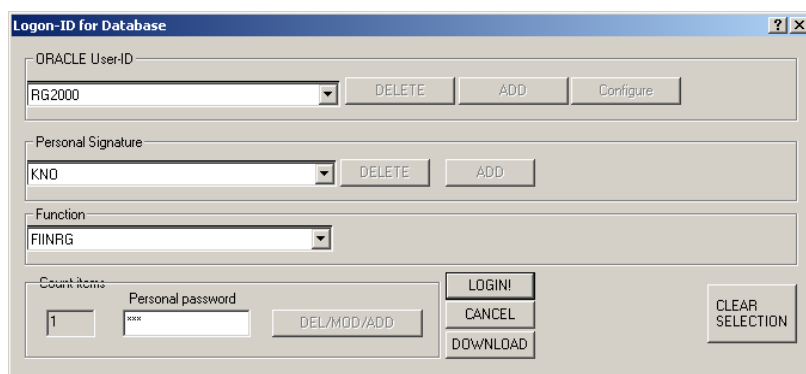 Logon-ID for Database
ORACLE User-ID
RG2000 DELETE ADD Configure
Personal Signature
KNO DELETE ADD
Function
FIINRG
Count items
Personal password
1 *** DEL/MOD/ADD
LOGIN!
CANCEL
DOWNLOAD
CLEAR
SELECTION